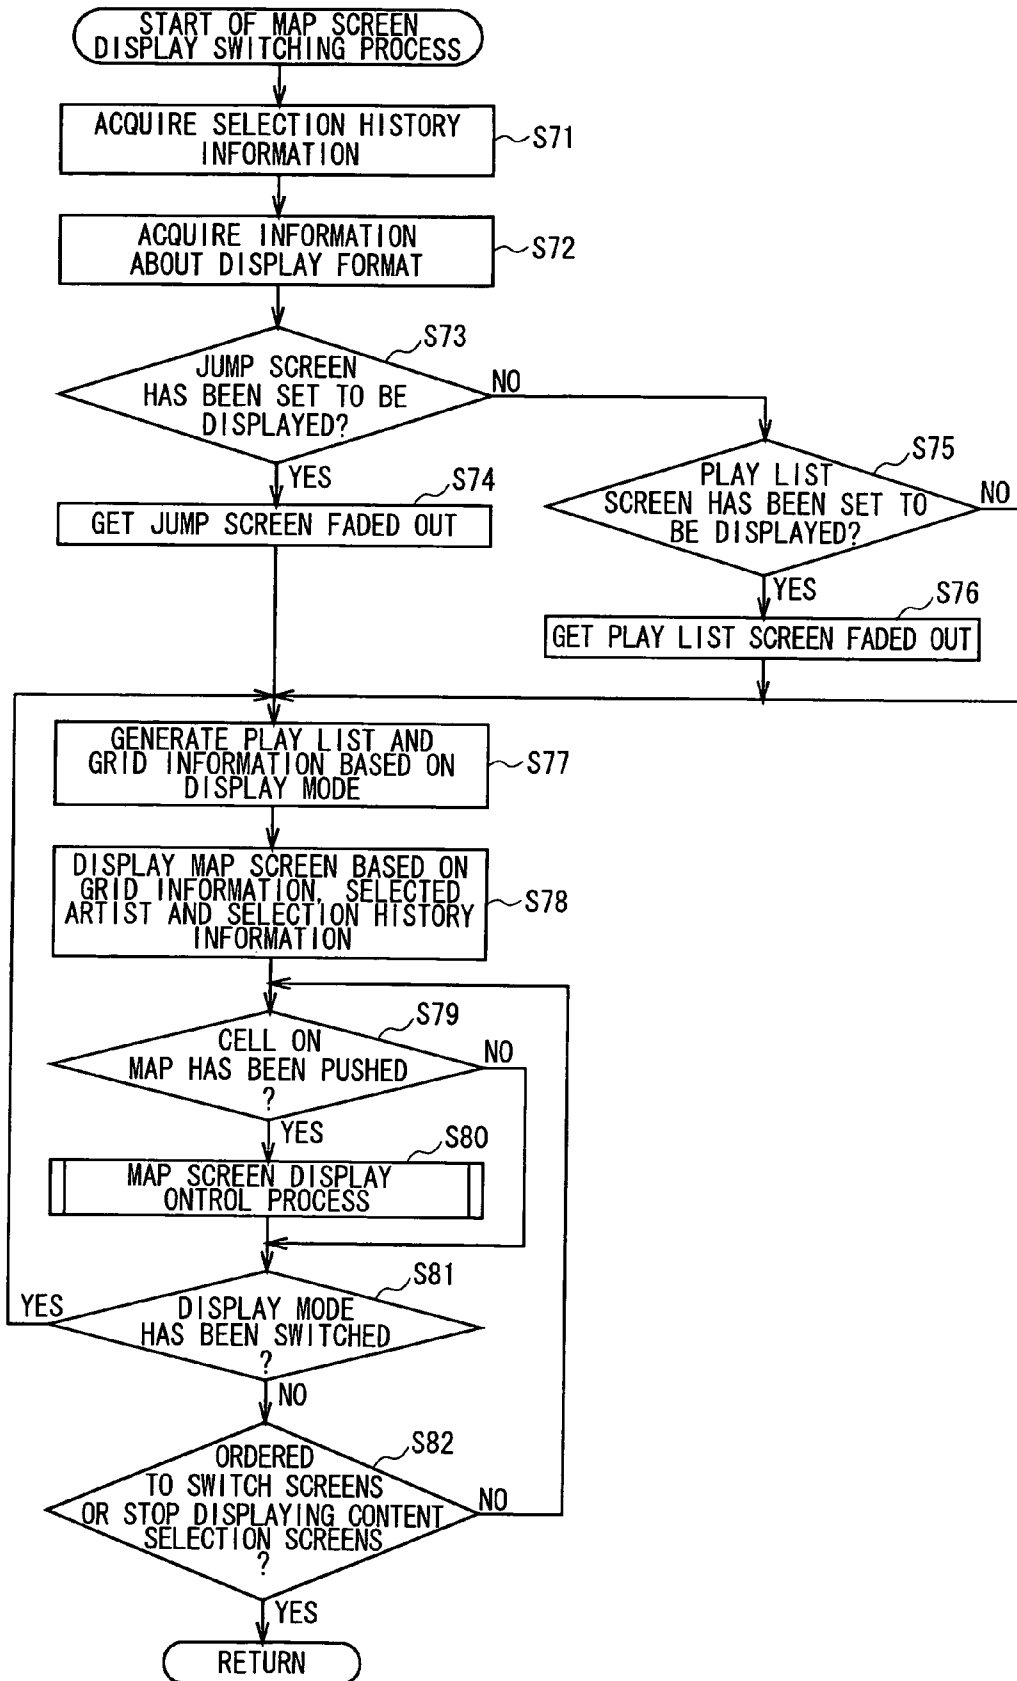 START OF MAP SCREEN
DISPLAY SWITCHING PROCESS
ACQUIRE SELECTION HISTORY
INFORMATION
S71
ACQUIRE INFORMATION
ABOUT DISPLAY FORMAT
S72
S73
JUMP SCREEN
HAS BEEN SET TO BE
DISPLAYED?
NO
YES
S74
GET JUMP SCREEN FADED OUT
S75
PLAY LIST
SCREEN HAS BEEN SET TO
BE DISPLAYED?
NO
YES
S76
GET PLAY LIST SCREEN FADED OUT
GENERATE PLAY LIST AND
GRID INFORMATION BASED ON
DISPLAY MODE
S77
DISPLAY MAP SCREEN BASED ON
GRID INFORMATION, SELECTED
ARTIST AND SELECTION HISTORY
INFORMATION
S78
S79
CELL ON
MAP HAS BEEN PUSHED
?
NO
YES
S80
MAP SCREEN DISPLAY
ONTROL PROCESS
S81
YES
DISPLAY MODE
HAS BEEN SWITCHED
?
NO
S82
ORDERED
TO SWITCH SCREENS
OR STOP DISPLAYING CONTENT
SELECTION SCREENS
?
NO
YES
RETURN